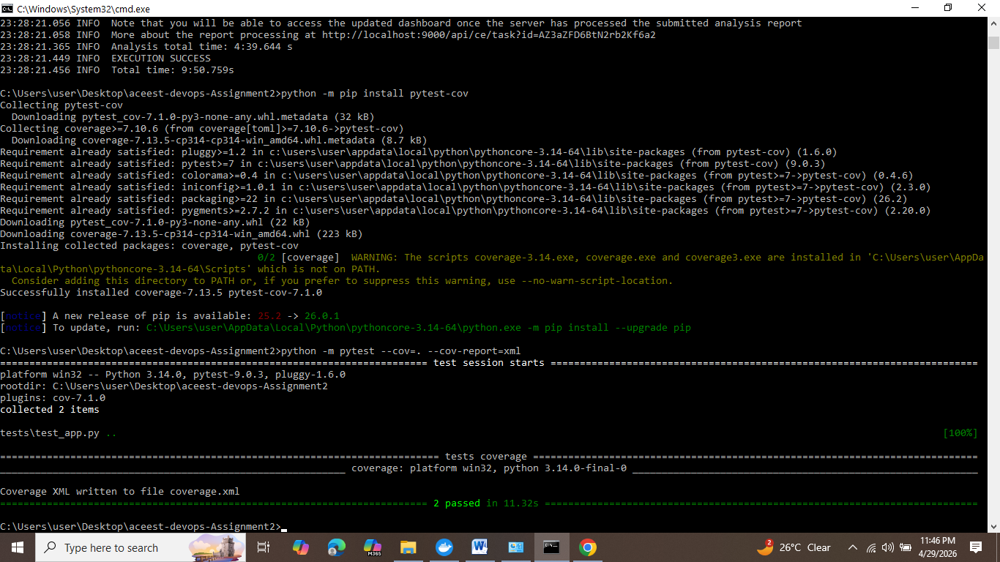 C:\Windows\System32\cmd.exe
23:28:21.056 INFO  Note that you will be able to access the updated dashboard once the server has processed the submitted analysis report
23:28:21.058 INFO  More about the report processing at http://localhost:9000/api/ce/task?id=AZ3aZFD6BtN2rb2Kf6a2
23:28:21.365 INFO  Analysis total time: 4:39.644 s
23:28:21.449 INFO  EXECUTION SUCCESS
23:28:21.456 INFO  Total time: 9:50.759s
C:\Users\user\Desktop\aceest-devops-Assignment2>python -m pip install pytest-cov
Collecting pytest-cov
  Downloading pytest_cov-7.1.0-py3-none-any.whl.metadata (32 kB)
Collecting coverage>=7.10.6 (from coverage[toml]>=7.10.6->pytest-cov)
  Downloading coverage-7.13.5-cp314-cp314-win_amd64.whl.metadata (8.7 kB)
Requirement already satisfied: pluggy>=1.2 in c:\users\user\appdata\local\python\pythoncore-3.14-64\lib\site-packages (from pytest-cov) (1.6.0)
Requirement already satisfied: pytest>=7 in c:\users\user\appdata\local\python\pythoncore-3.14-64\lib\site-packages (from pytest-cov) (9.0.3)
Requirement already satisfied: colorama>=0.4 in c:\users\user\appdata\local\python\pythoncore-3.14-64\lib\site-packages (from pytest>=7->pytest-cov) (0.4.6)
Requirement already satisfied: iniconfig>=1.0.1 in c:\users\user\appdata\local\python\pythoncore-3.14-64\lib\site-packages (from pytest>=7->pytest-cov) (2.3.0)
Requirement already satisfied: packaging>=22 in c:\users\user\appdata\local\python\pythoncore-3.14-64\lib\site-packages (from pytest>=7->pytest-cov) (26.2)
Requirement already satisfied: pygments>=2.7.2 in c:\users\user\appdata\local\python\pythoncore-3.14-64\lib\site-packages (from pytest>=7->pytest-cov) (2.20.0)
Downloading pytest_cov-7.1.0-py3-none-any.whl (22 kB)
Downloading coverage-7.13.5-cp314-cp314-win_amd64.whl (223 kB)
Installing collected packages: coverage, pytest-cov
0/2 [coverage]  WARNING: The scripts coverage-3.14.exe, coverage.exe and coverage3.exe are installed in 'C:\Users\user\AppDa
ta\Local\Python\pythoncore-3.14-64\Scripts' which is not on PATH.
  Consider adding this directory to PATH or, if you prefer to suppress this warning, use --no-warn-script-location.
Successfully installed coverage-7.13.5 pytest-cov-7.1.0
[notice] A new release of pip is available: 25.2 -> 26.0.1
[notice] To update, run: C:\Users\user\AppData\Local\Python\pythoncore-3.14-64\python.exe -m pip install --upgrade pip
C:\Users\user\Desktop\aceest-devops-Assignment2>python -m pytest --cov=. --cov-report=xml
test session starts
platform win32 -- Python 3.14.0, pytest-9.0.3, pluggy-1.6.0
rootdir: C:\Users\user\Desktop\aceest-devops-Assignment2
plugins: cov-7.1.0
collected 2 items
tests\test_app.py .. [100%]
tests coverage
coverage: platform win32, python 3.14.0-final-0
Coverage XML written to file coverage.xml
2 passed in 11.32s
C:\Users\user\Desktop\aceest-devops-Assignment2>
Type here to search
M365
2
26°C Clear
11:46 PM
4/29/2026